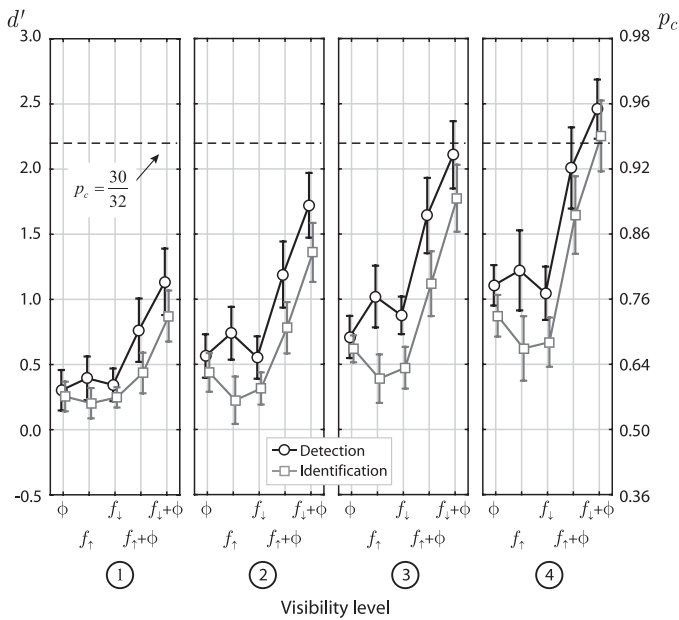 d′ p_c
3.0 0.98
2.5 0.96
2.0 0.92
p_c = 30/32
1.5 0.86
1.0 0.76
0.5 0.64
0.0 0.50
Detection
Identification
-0.5 0.36
ϕ f↓ f↓+ϕ ϕ f↓ f↓+ϕ ϕ f↓ f↓+ϕ ϕ f↓ f↓+ϕ
f↑ f↑+ϕ f↑ f↑+ϕ f↑ f↑+ϕ f↑ f↑+ϕ
1 2 3 4
Visibility level